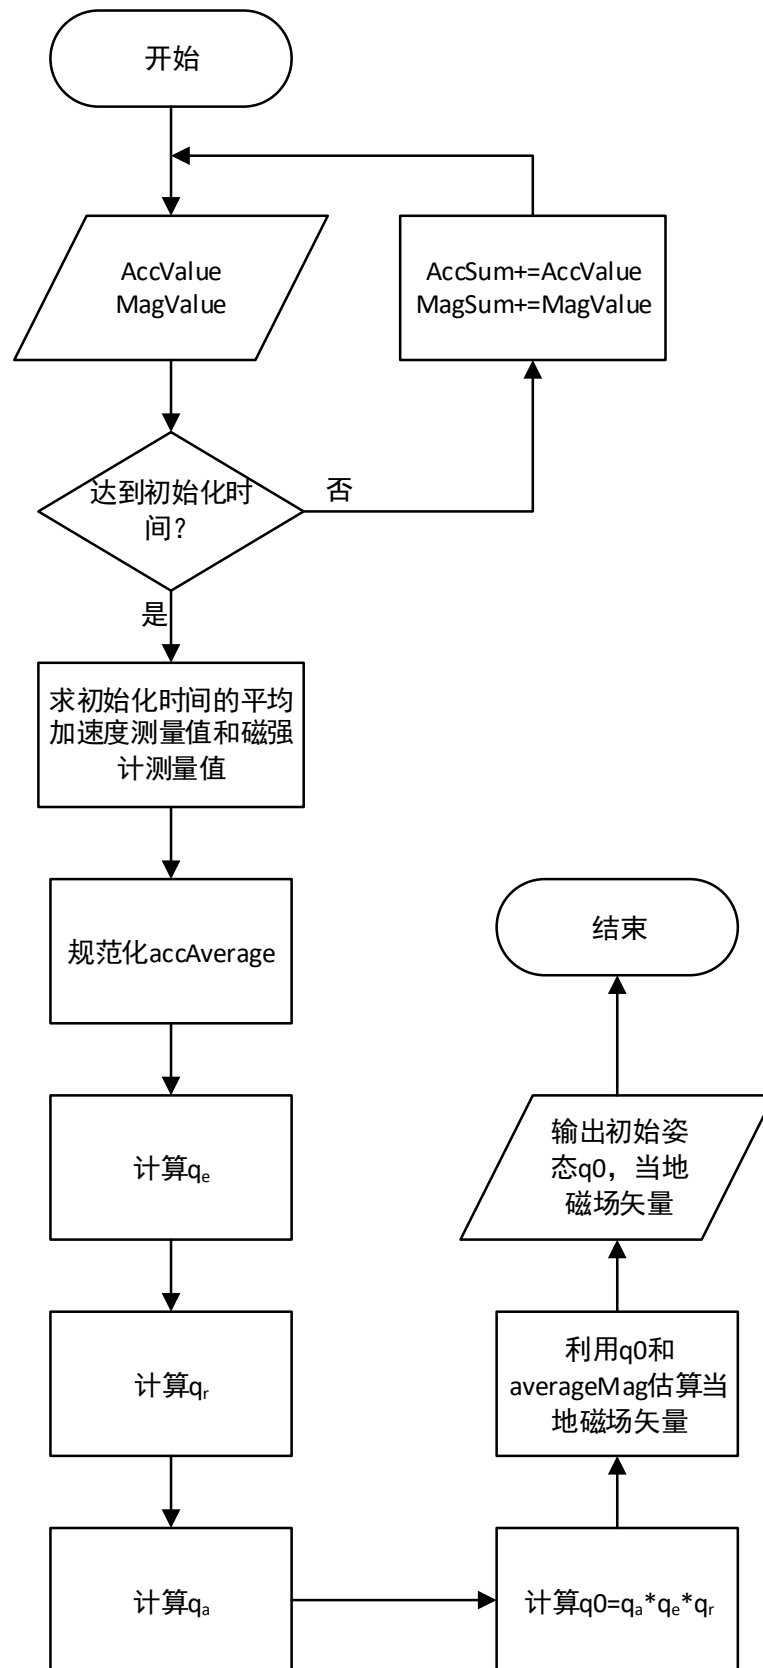 开始
AccValue
MagValue
AccSum+=AccValue
MagSum+=MagValue
达到初始化时
间?
否
是
求初始化时间的平均
加速度测量值和磁强
计测量值
规范化accAverage
计算qₑ
计算qᵣ
计算qₐ
计算q0=qₐ*qₑ*qᵣ
利用q0和
averageMag估算当
地磁场矢量
输出初始姿
态q0，当地
磁场矢量
结束